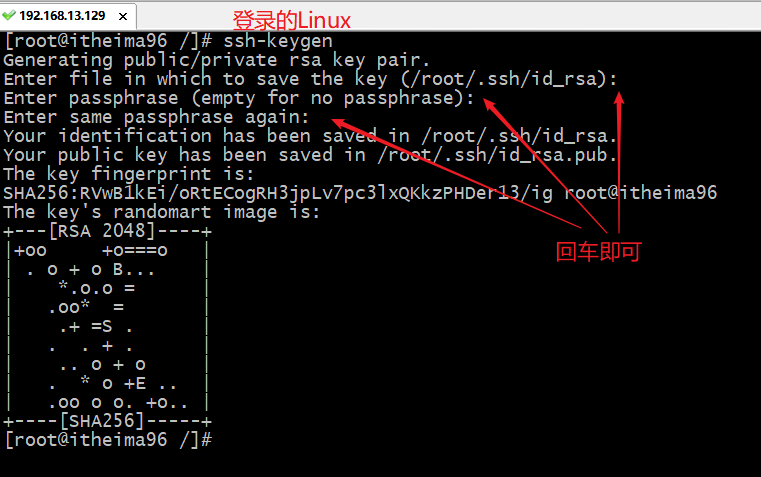 192.168.13.129 ×
登录的Linux
[root@itheima96 /]# ssh-keygen
Generating public/private rsa key pair.
Enter file in which to save the key (/root/.ssh/id_rsa):
Enter passphrase (empty for no passphrase):
Enter same passphrase again:
Your identification has been saved in /root/.ssh/id_rsa.
Your public key has been saved in /root/.ssh/id_rsa.pub.
The key fingerprint is:
SHA256:RVwB1kEi/oRtECogRH3jpLv7pc3lxQKkzPHDer13/ig root@itheima96
The key's randomart image is:
回车即可
+---[RSA 2048]----+
|+oo     +o===o   |
| . o + o B...    |
|    *.o.o =      |
|   .oo*  =       |
|    .+ =S .      |
|   .  . + .      |
|    .. o + o     |
|   .  * o +E ..  |
|   .oo o o. +o.. |
+----[SHA256]-----+
[root@itheima96 /]#